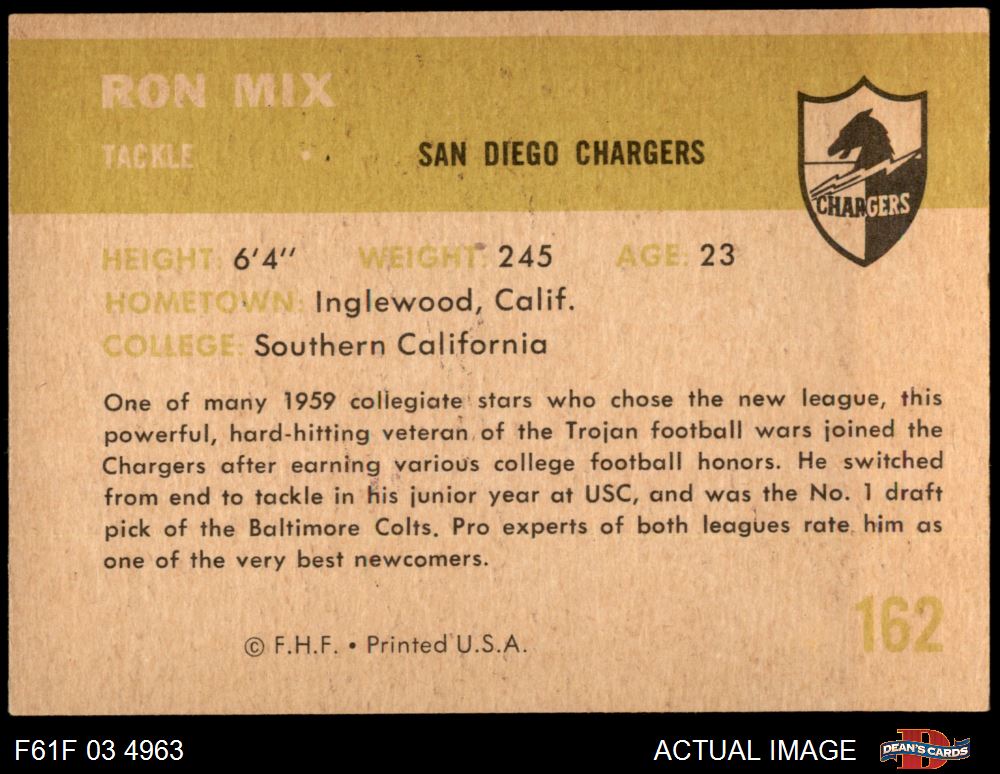 RON MIX
TACKLE
SAN DIEGO CHARGERS
CHARGERS
HEIGHT: 6'4" WEIGHT: 245 AGE: 23
HOMETOWN: Inglewood, Calif.
COLLEGE: Southern California
One of many 1959 collegiate stars who chose the new league, this
powerful, hard-hitting veteran of the Trojan football wars joined the
Chargers after earning various college football honors. He switched
from end to tackle in his junior year at USC, and was the No. 1 draft
pick of the Baltimore Colts. Pro experts of both leagues rate him as
one of the very best newcomers.
162
© F.H.F. • Printed U.S.A.
F61F 03 4963
ACTUAL IMAGE
DEAN'S CARDS